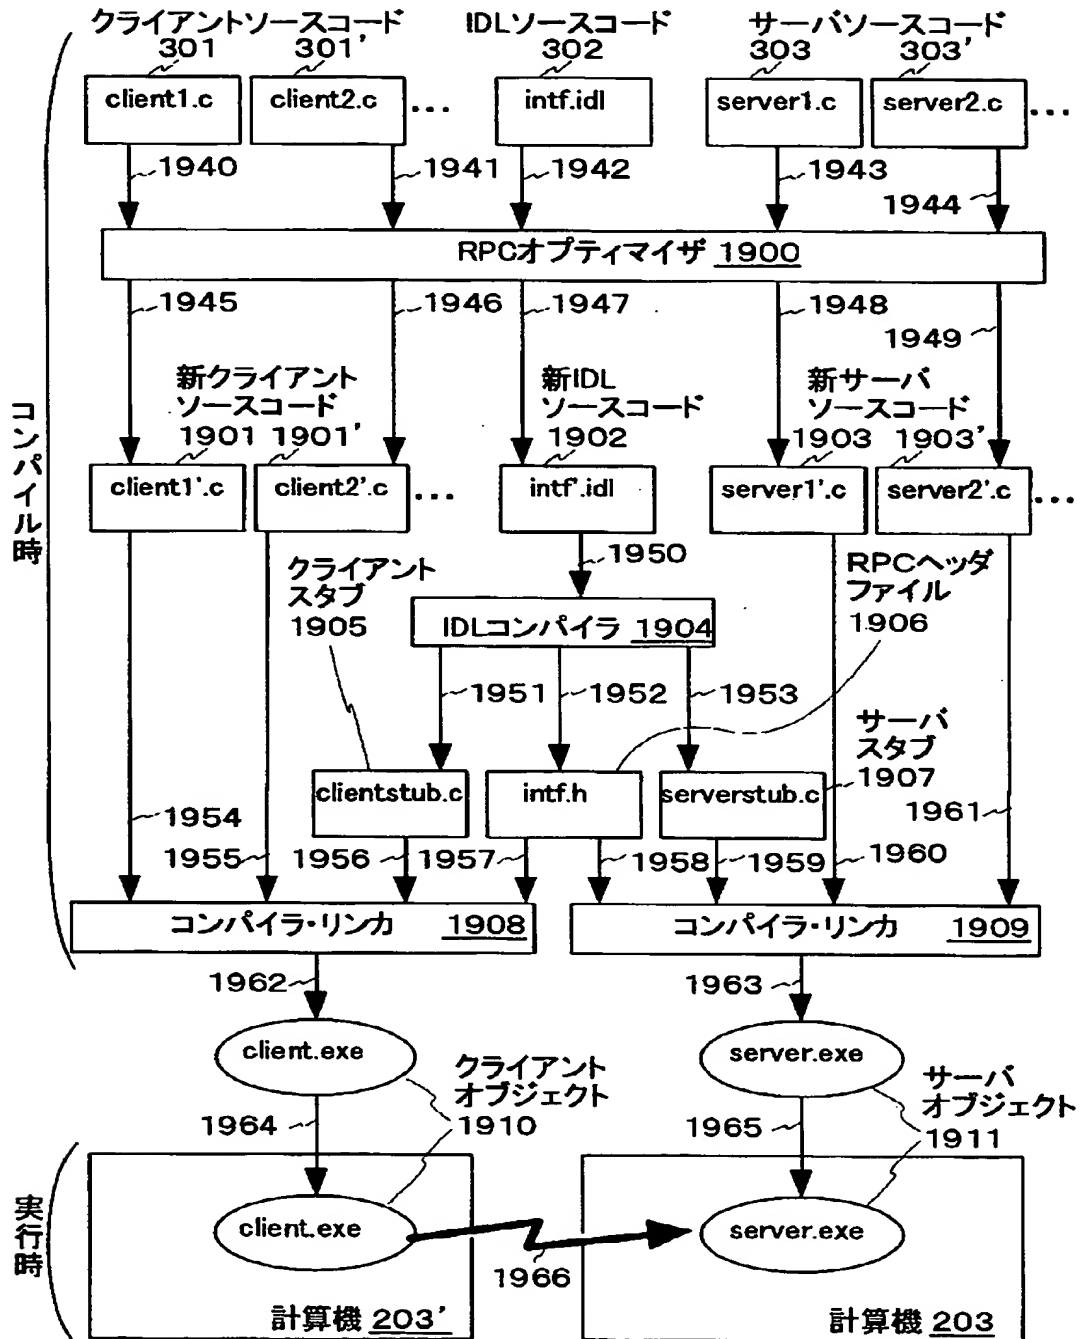 クライアントソースコード
IDLソースコード
サーバソースコード
301
301'
302
303
303'
client1.c
client2.c
...
intf.idl
server1.c
server2.c
...
1940
1941
1942
1943
1944
RPCオプティマイザ 1900
1945
1946
1947
1948
1949
新クライアント
ソースコード
1901
1901'
新IDL
ソースコード
1902
新サーバ
ソースコード
1903
1903'
client1'.c
client2'.c
...
intf'.idl
server1'.c
server2'.c
...
コンパイル時
1950
クライアント
スタブ
1905
RPCヘッダ
ファイル
1906
IDLコンパイラ 1904
1951
1952
1953
サーバ
スタブ
1907
clientstub.c
intf.h
serverstub.c
1954
1955
1956
1957
1958
1959
1960
1961
コンパイラ・リンカ 1908
コンパイラ・リンカ 1909
1962
1963
client.exe
server.exe
クライアント
オブジェクト
1910
サーバ
オブジェクト
1911
1964
1965
実行時
client.exe
server.exe
1966
計算機 203'
計算機 203